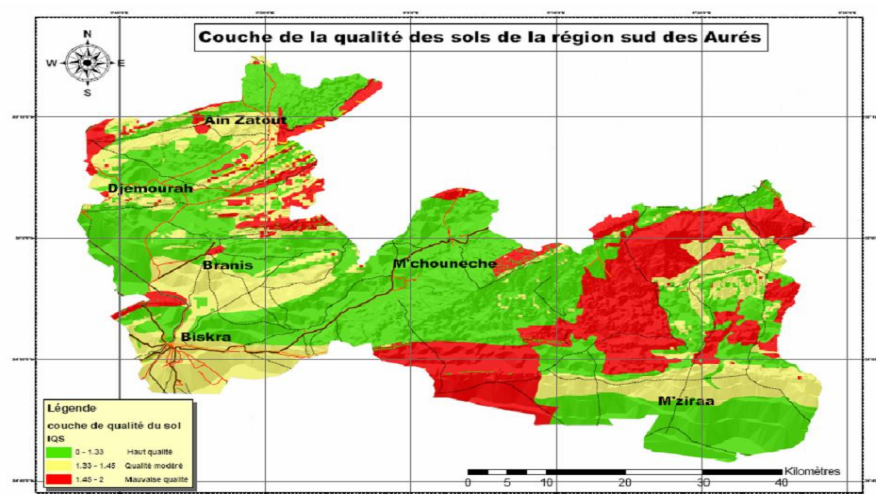 Couche de la qualité des sols de la région sud des Aurés
N
W E
S
Ain Zatout
Djemourah
Branis
M'chouneche
Biskra
M'ziraa
Légende
couche de qualité du sol
IQS
0 - 1.33 Haut qualité
1.33 - 1.45 Qualité modéré
1.45 - 2 Mauvaise qualité
Kilomètres
0 5 10 20 30 40